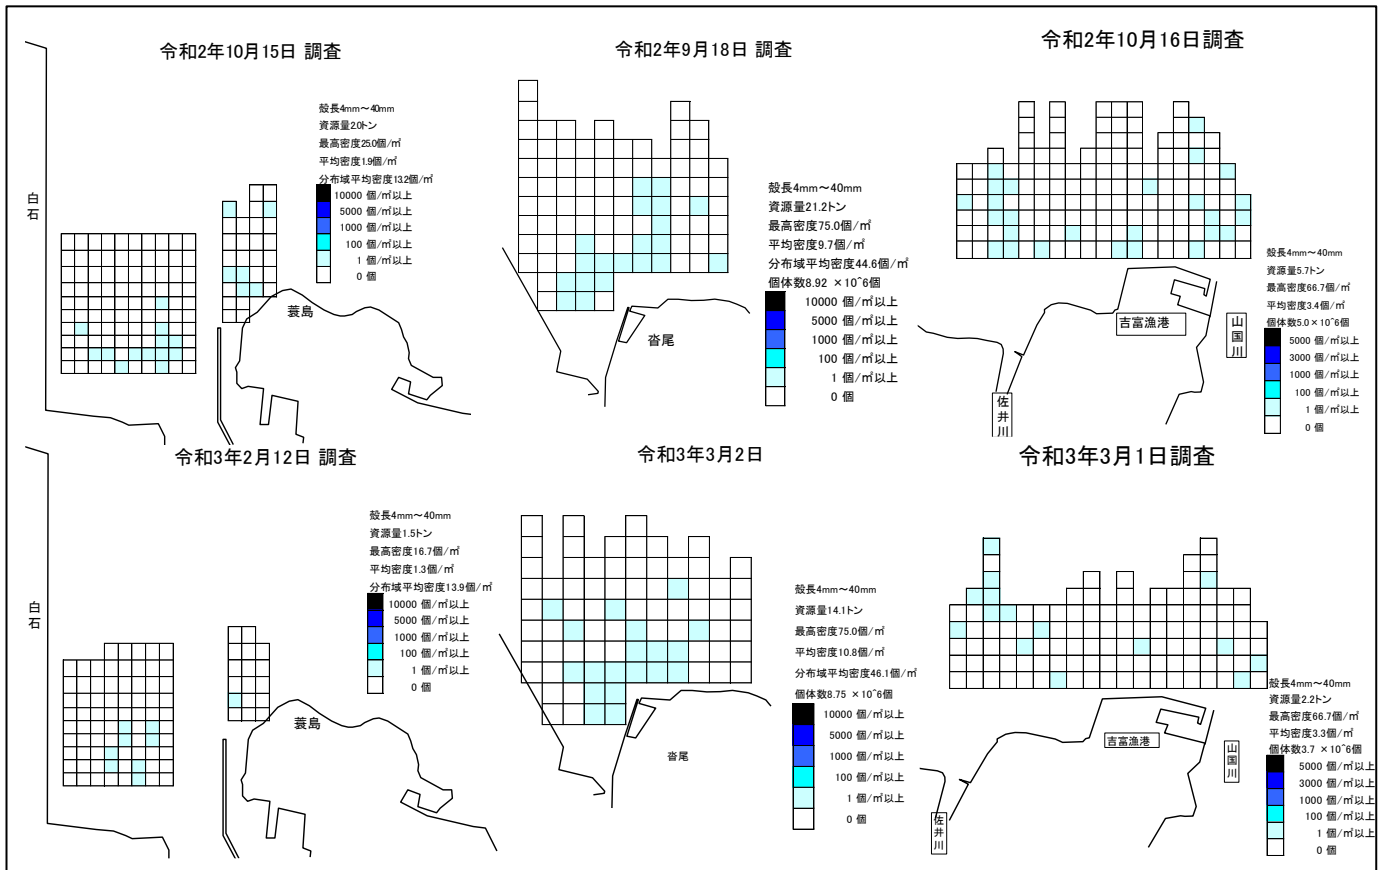 令和2年10月15日 調査
殻長4mm～40mm
資源量2.0トン
最高密度25.0個/㎡
平均密度1.9個/㎡
分布域平均密度13.2個/㎡
10000 個/㎡以上
5000 個/㎡以上
1000 個/㎡以上
100 個/㎡以上
1 個/㎡以上
0 個
白石
蓑島
令和2年9月18日 調査
殻長4mm～40mm
資源量21.2トン
最高密度75.0個/㎡
平均密度9.7個/㎡
分布域平均密度44.6個/㎡
個体数8.92 ×10^6個
10000 個/㎡以上
5000 個/㎡以上
1000 個/㎡以上
100 個/㎡以上
1 個/㎡以上
0 個
沓尾
令和2年10月16日調査
殻長4mm～40mm
資源量5.7トン
最高密度66.7個/㎡
平均密度3.4個/㎡
個体数5.0 ×10^6個
5000 個/㎡以上
3000 個/㎡以上
1000 個/㎡以上
100 個/㎡以上
1 個/㎡以上
0 個
吉富漁港
山国川
佐井川
令和3年2月12日 調査
殻長4mm～40mm
資源量1.5トン
最高密度16.7個/㎡
平均密度1.3個/㎡
分布域平均密度13.9個/㎡
10000 個/㎡以上
5000 個/㎡以上
1000 個/㎡以上
100 個/㎡以上
1 個/㎡以上
0 個
白石
蓑島
令和3年3月2日
殻長4mm～40mm
資源量14.1トン
最高密度75.0個/㎡
平均密度10.8個/㎡
分布域平均密度46.1個/㎡
個体数8.75 ×10^6個
10000 個/㎡以上
5000 個/㎡以上
1000 個/㎡以上
100 個/㎡以上
1 個/㎡以上
0 個
沓尾
令和3年3月1日調査
殻長4mm～40mm
資源量2.2トン
最高密度66.7個/㎡
平均密度3.3個/㎡
個体数3.7 ×10^6個
5000 個/㎡以上
3000 個/㎡以上
1000 個/㎡以上
100 個/㎡以上
1 個/㎡以上
0 個
吉富漁港
山国川
佐井川